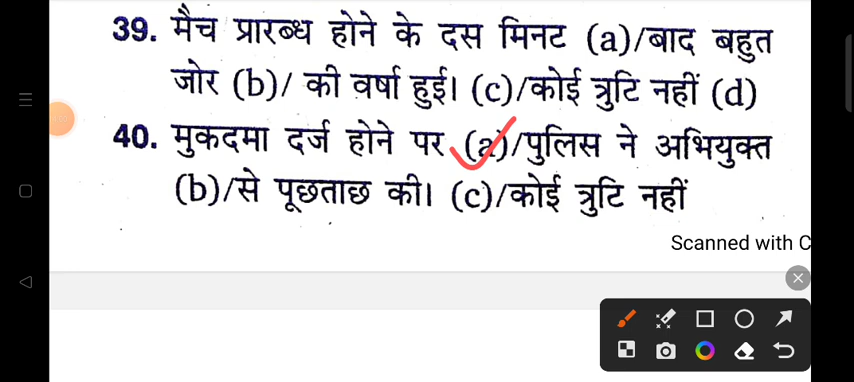 39. मैच प्रारब्ध होने के दस मिनट (a)/बाद बहुत
जोर (b)/ की वर्षा हुई। (c)/कोई त्रुटि नहीं (d)
40. मुकदमा दर्ज होने पर (a)/पुलिस ने अभियुक्त
(b)/से पूछताछ की। (c)/कोई त्रुटि नहीं
Scanned with C